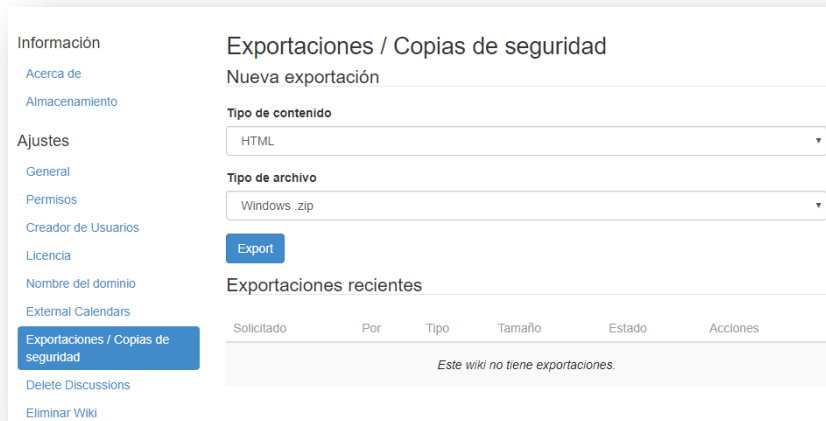 Información
Acerca de
Almacenamiento
Ajustes
General
Permisos
Creador de Usuarios
Licencia
Nombre del dominio
External Calendars
Exportaciones / Copias de
seguridad
Delete Discussions
Eliminar Wiki
Exportaciones / Copias de seguridad
Nueva exportación
Tipo de contenido
HTML
Tipo de archivo
Windows .zip
Export
Exportaciones recientes
Solicitado Por Tipo Tamaño Estado Acciones
Este wiki no tiene exportaciones.